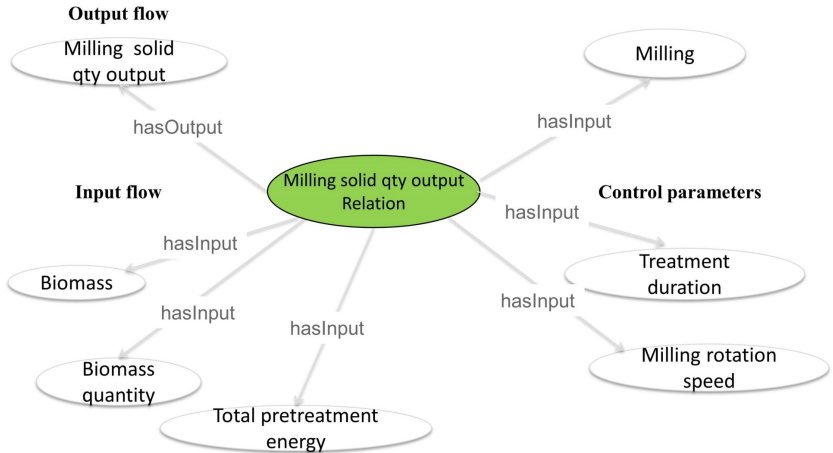 Output flow
Milling solid
qty output
Milling
hasOutput
hasInput
Milling solid qty output
Relation
Input flow
Control parameters
hasInput
hasInput
Biomass
Treatment
duration
hasInput
hasInput
hasInput
Biomass
quantity
Milling rotation
speed
Total pretreatment
energy